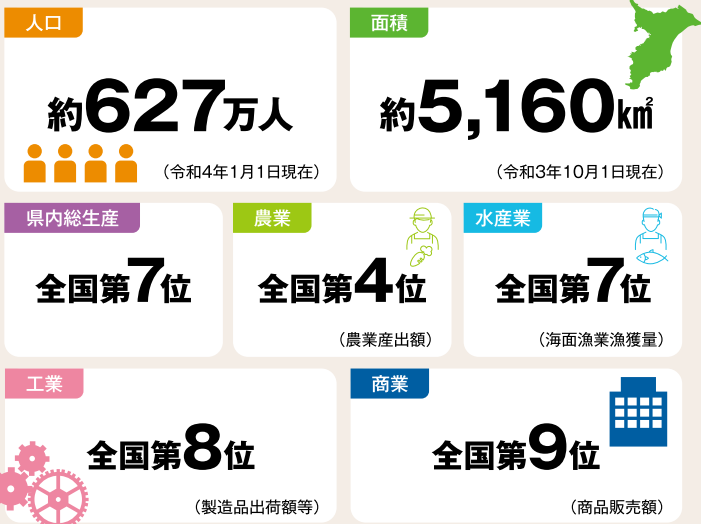 人口
約627万人
（令和4年1月1日現在）
面積
約5,160㎢
（令和3年10月1日現在）
県内総生産
全国第7位
農業
全国第4位
（農業産出額）
水産業
全国第7位
（海面漁業漁獲量）
工業
全国第8位
（製造品出荷額等）
商業
全国第9位
（商品販売額）